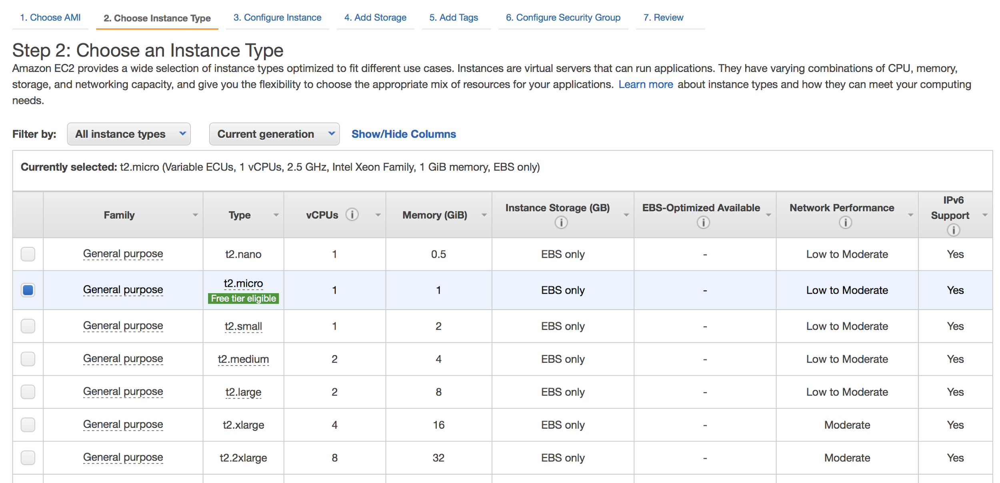 1. Choose AMI 2. Choose Instance Type 3. Configure Instance 4. Add Storage 5. Add Tags 6. Configure Security Group 7. Review
Step 2: Choose an Instance Type
Amazon EC2 provides a wide selection of instance types optimized to fit different use cases. Instances are virtual servers that can run applications. They have varying combinations of CPU, memory,
storage, and networking capacity, and give you the flexibility to choose the appropriate mix of resources for your applications. Learn more about instance types and how they can meet your computing
needs.
Filter by: All instance types Current generation Show/Hide Columns
Currently selected: t2.micro (Variable ECUs, 1 vCPUs, 2.5 GHz, Intel Xeon Family, 1 GiB memory, EBS only)
Family Type vCPUs i Memory (GiB) Instance Storage (GB) i EBS-Optimized Available i Network Performance i IPv6 Support i
General purpose t2.nano 1 0.5 EBS only - Low to Moderate Yes
General purpose t2.micro Free tier eligible 1 1 EBS only - Low to Moderate Yes
General purpose t2.small 1 2 EBS only - Low to Moderate Yes
General purpose t2.medium 2 4 EBS only - Low to Moderate Yes
General purpose t2.large 2 8 EBS only - Low to Moderate Yes
General purpose t2.xlarge 4 16 EBS only - Moderate Yes
General purpose t2.2xlarge 8 32 EBS only - Moderate Yes